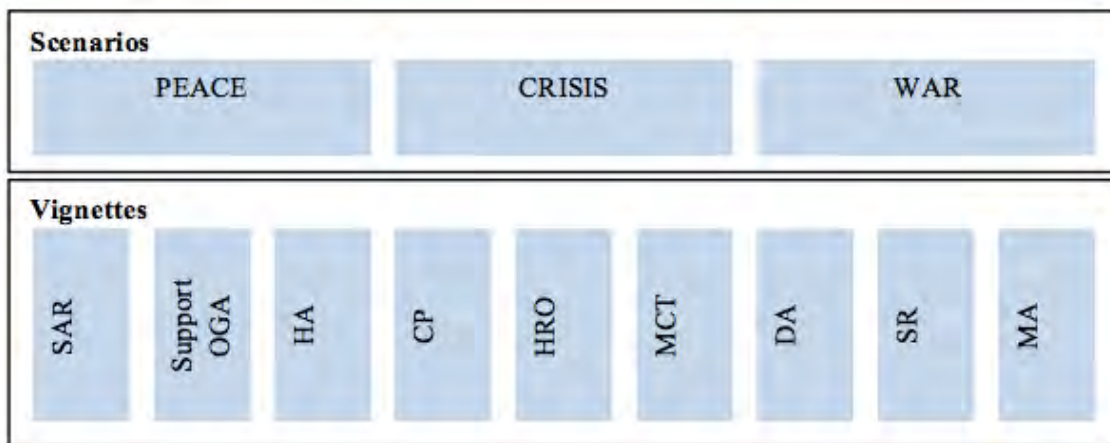 Scenarios
PEACE
CRISIS
WAR
Vignettes
SAR
Support
OGA
HA
CP
HRO
MCT
DA
SR
MA